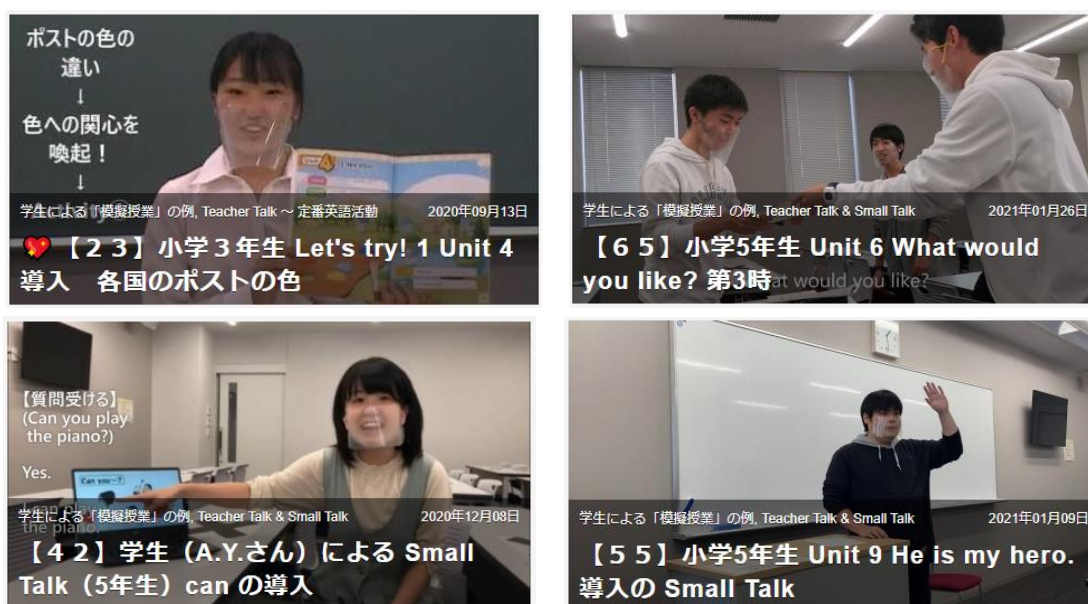 ポストの色の
違い
↓
色への関心を
喚起！
↓
Unit 4
学生による「模擬授業」の例, Teacher Talk ～ 定番英語活動
2020年09月13日
💖【２３】小学３年生 Let's try! 1 Unit 4
導入　各国のポストの色
学生による「模擬授業」の例, Teacher Talk & Small Talk
2021年01月26日
【６５】小学5年生 Unit 6 What would
you like? 第3時
at would you like?
【質問受ける】
(Can you play
the piano?)
Yes.
the piano.
Can you～?
学生による「模擬授業」の例, Teacher Talk & Small Talk
2020年12月08日
【４２】学生（A.Y.さん）による Small
Talk（5年生）can の導入
学生による「模擬授業」の例, Teacher Talk & Small Talk
2021年01月09日
【５５】小学5年生 Unit 9 He is my hero.
導入の Small Talk